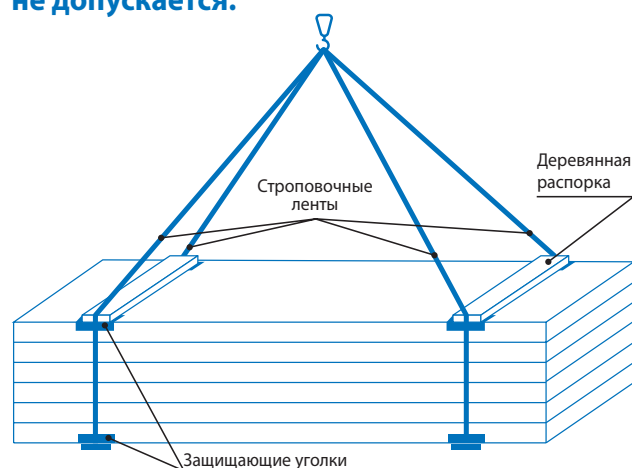 не допускается.
Деревянная
распорка
Строповочные
ленты
Защищающие уголки